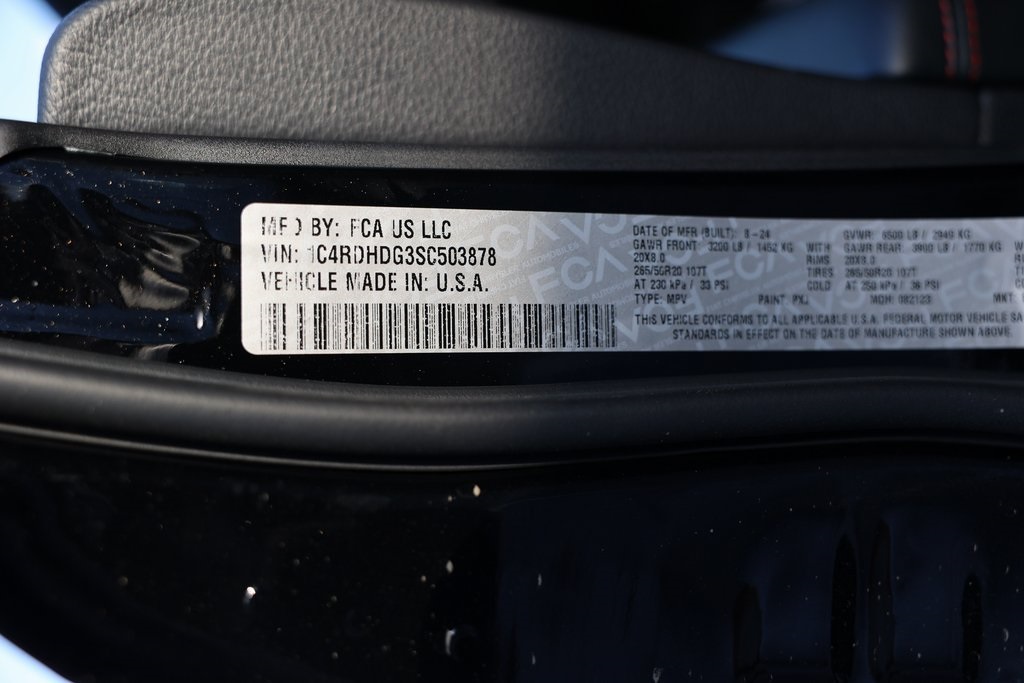 MFD BY: FCA US LLC
VIN: 1C4RDHDG3SC503878
VEHICLE MADE IN: U.S.A.
DATE OF MFR (BUILT): 8-24 GVWR: 6500 LB / 2949 KG
GAWR FRONT: 3200 LB / 1452 KG WITH GAWR REAR: 3900 LB / 1770 KG
20X8.0 RIMS 20X8.0
265/50R20 107T TIRES 265/50R20 107T
AT 230 kPa / 33 PSI COLD AT 250 kPa / 36 PSI
TYPE: MPV PAINT: PXJ MDH: 082123 MKT:
THIS VEHICLE CONFORMS TO ALL APPLICABLE U.S.A. FEDERAL MOTOR VEHICLE SA
STANDARDS IN EFFECT ON THE DATE OF MANUFACTURE SHOWN ABOVE.